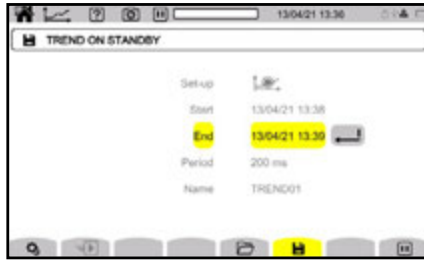 13/04/21 13:36
TREND ON STANDBY
Set-up
Start 13/04/21 13:38
End 13/04/21 13:39
Period 200 ms
Name TREND01